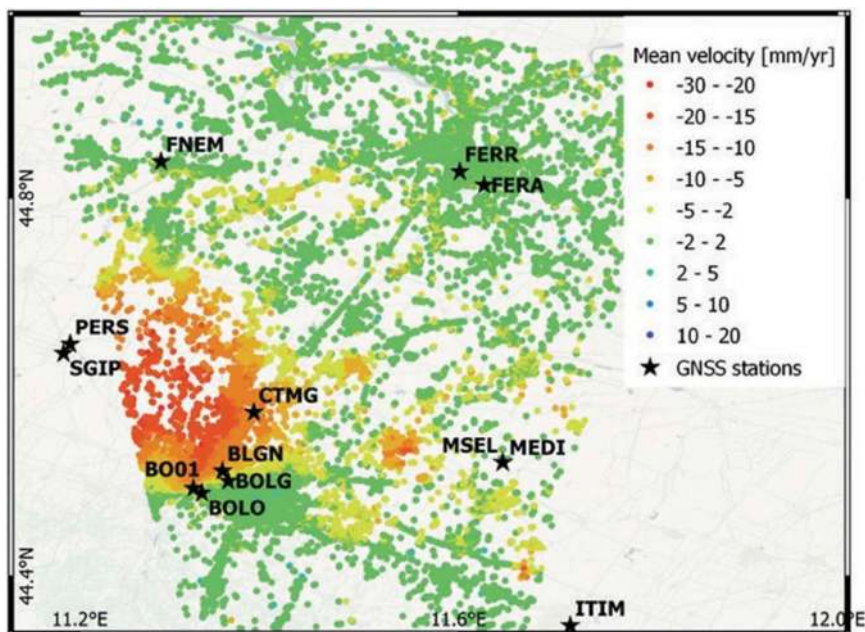 Mean velocity [mm/yr]
-30 - -20
-20 - -15
-15 - -10
-10 - -5
-5 - -2
-2 - 2
2 - 5
5 - 10
10 - 20
GNSS stations
FNEM
FERR
FERA
44.8°N
PERS
SGIP
CTMG
MSEL MEDI
BLGN
BO01
BOLG
BOLO
44.4°N
ITIM
11.2°E 11.6°E 12.0°E